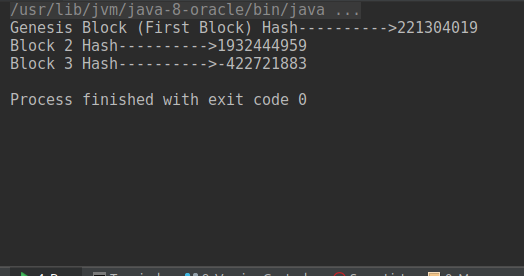 /usr/lib/jvm/java-8-oracle/bin/java ...
Genesis Block (First Block) Hash---------->221304019
Block 2 Hash---------->1932444959
Block 3 Hash---------->-422721883
Process finished with exit code 0